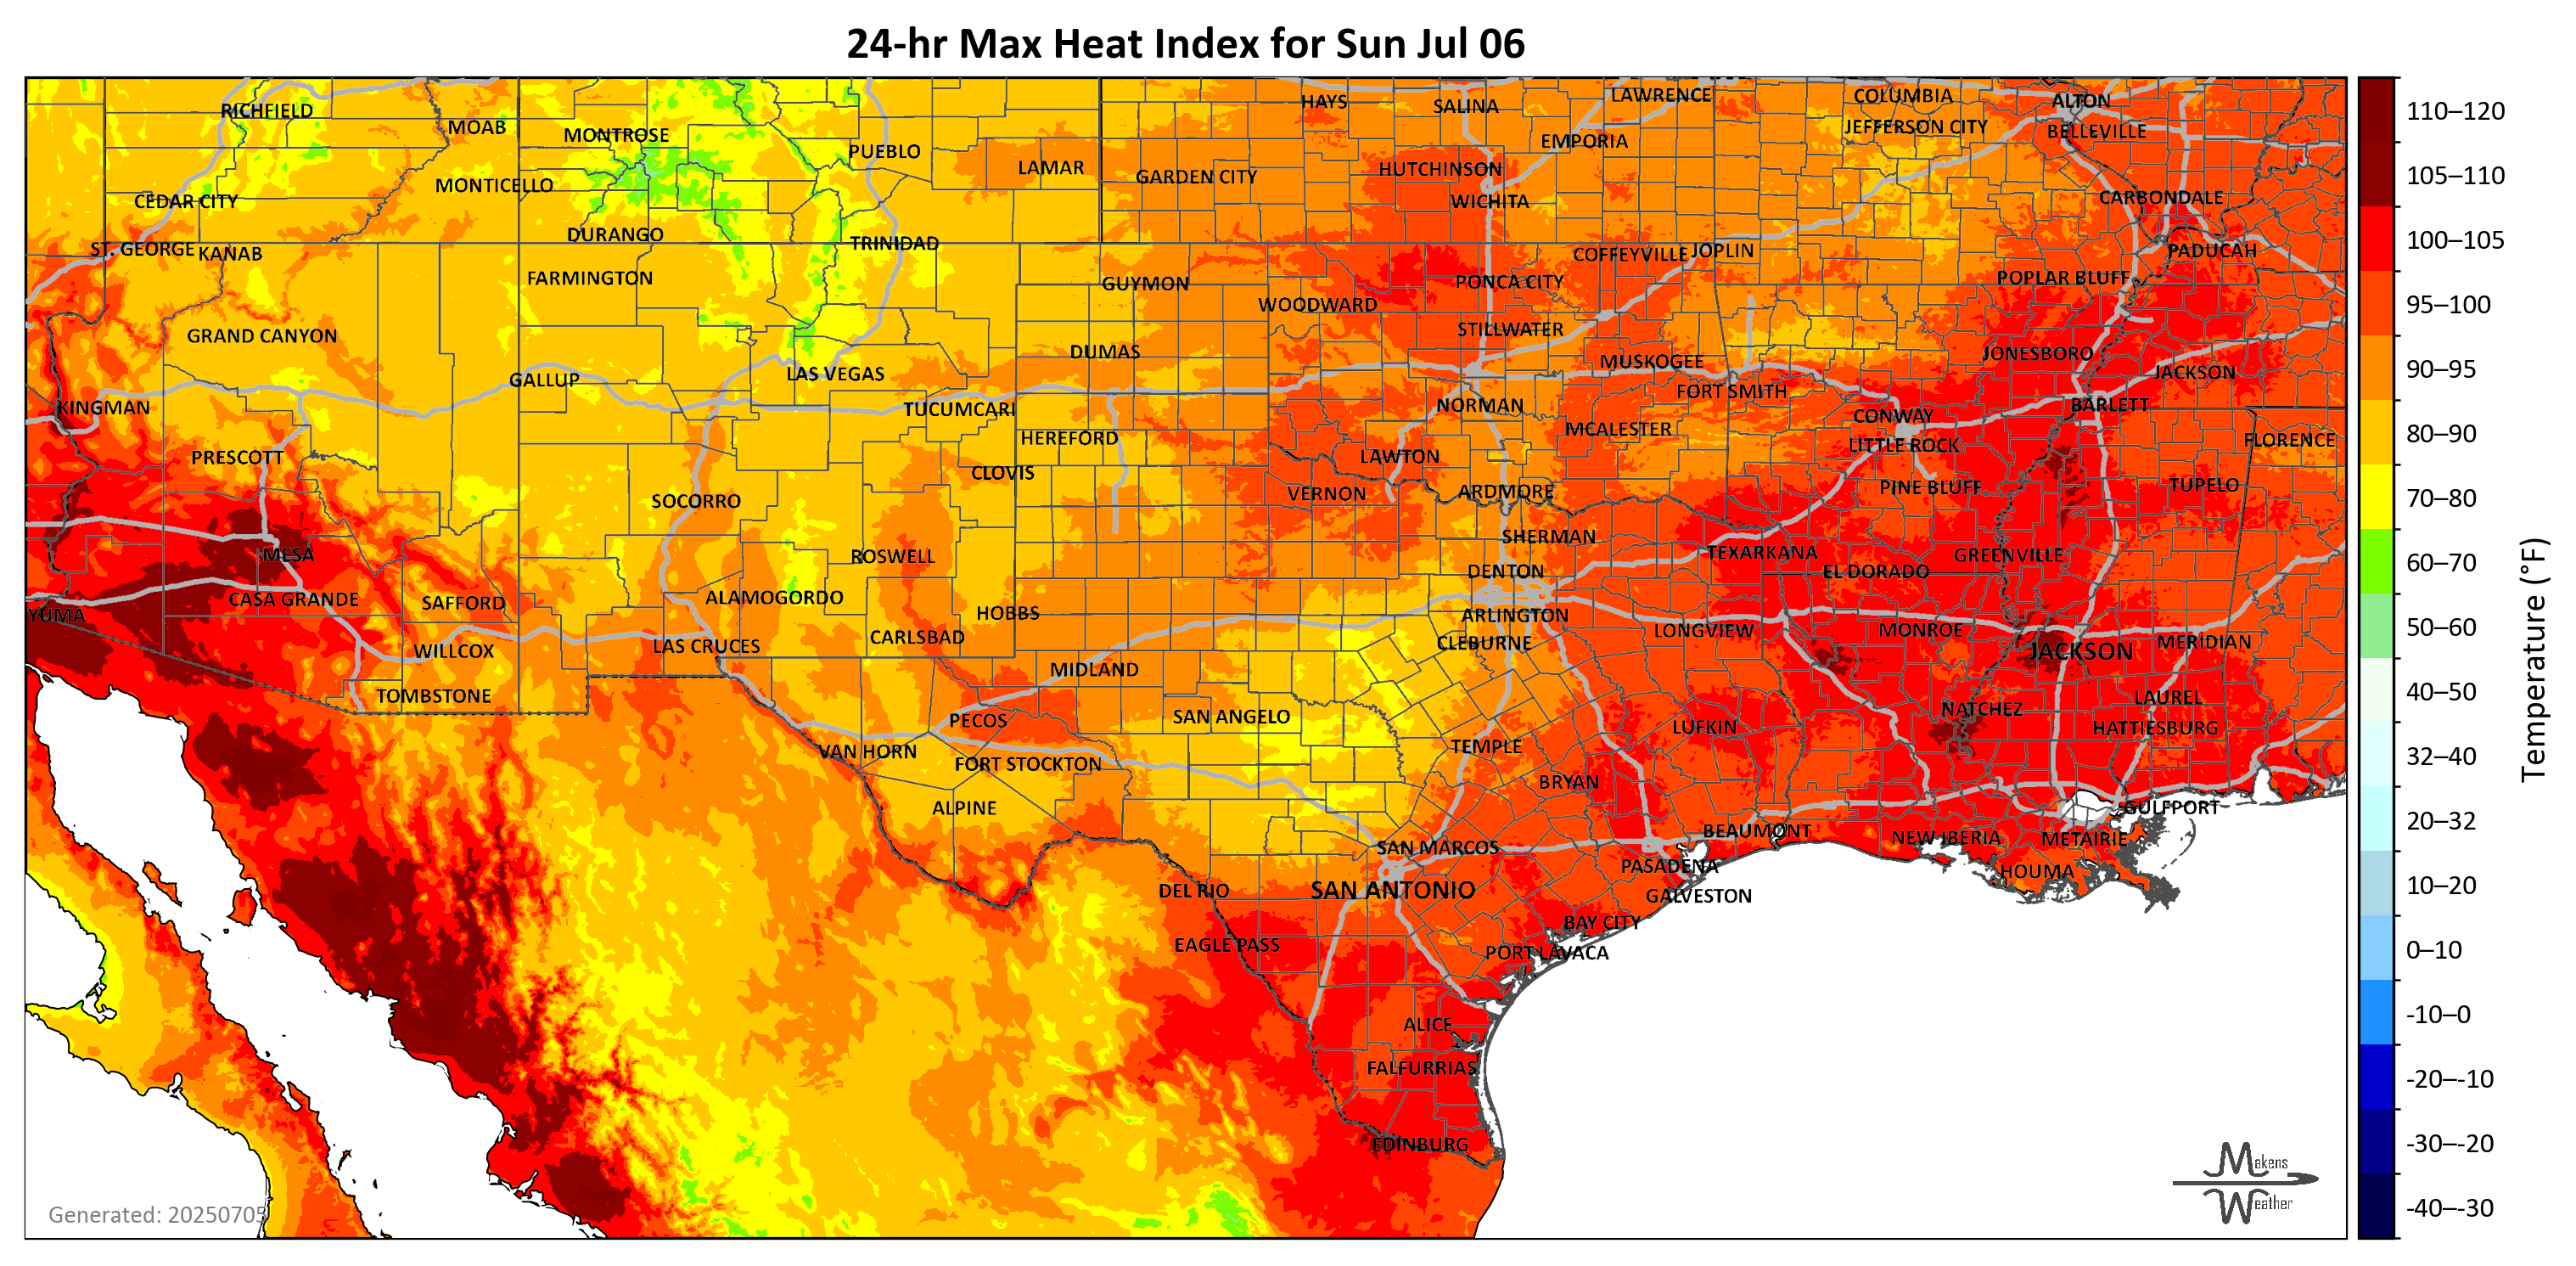 24-hr Max Heat Index for Sun Jul 06
RICHFIELD
MOAB
MONTROSE
PUEBLO
LAMAR
GARDEN CITY
HAYS
SALINA
LAWRENCE
EMPORIA
COLUMBIA
JEFFERSON CITY
ALTON
BELLEVILLE
CEDAR CITY
MONTICELLO
HUTCHINSON
WICHITA
CARBONDALE
ST. GEORGE
KANAB
DURANGO
TRINIDAD
COFFEYVILLE
JOPLIN
PADUCAH
FARMINGTON
GUYMON
WOODWARD
PONCA CITY
POPLAR BLUFF
GRAND CANYON
DUMAS
STILLWATER
MUSKOGEE
JONESBORO
GALLUP
LAS VEGAS
FORT SMITH
JACKSON
KINGMAN
TUCUMCARI
NORMAN
CONWAY
BARLETT
PRESCOTT
HEREFORD
MCALESTER
LITTLE ROCK
FLORENCE
CLOVIS
LAWTON
SOCORRO
VERNON
ARDMORE
PINE BLUFF
TUPELO
MESA
ROSWELL
SHERMAN
TEXARKANA
GREENVILLE
CASA GRANDE
SAFFORD
ALAMOGORDO
DENTON
EL DORADO
YUMA
HOBBS
ARLINGTON
WILLCOX
LAS CRUCES
CARLSBAD
CLEBURNE
LONGVIEW
MONROE
JACKSON
MERIDIAN
TOMBSTONE
MIDLAND
LAUREL
PECOS
SAN ANGELO
LUFKIN
NATCHEZ
HATTIESBURG
VAN HORN
FORT STOCKTON
TEMPLE
BRYAN
ALPINE
GULFPORT
SAN MARCOS
BEAUMONT
NEW IBERIA
METAIRIE
DEL RIO
SAN ANTONIO
PASADENA
GALVESTON
HOUMA
EAGLE PASS
BAY CITY
PORT LAVACA
ALICE
FALFURRIAS
EDINBURG
Generated: 20250705
Makens
Weather
110–120
105–110
100–105
95–100
90–95
80–90
70–80
60–70
50–60
40–50
32–40
20–32
10–20
0–10
-10–0
-20–-10
-30–-20
-40–-30
Temperature (°F)